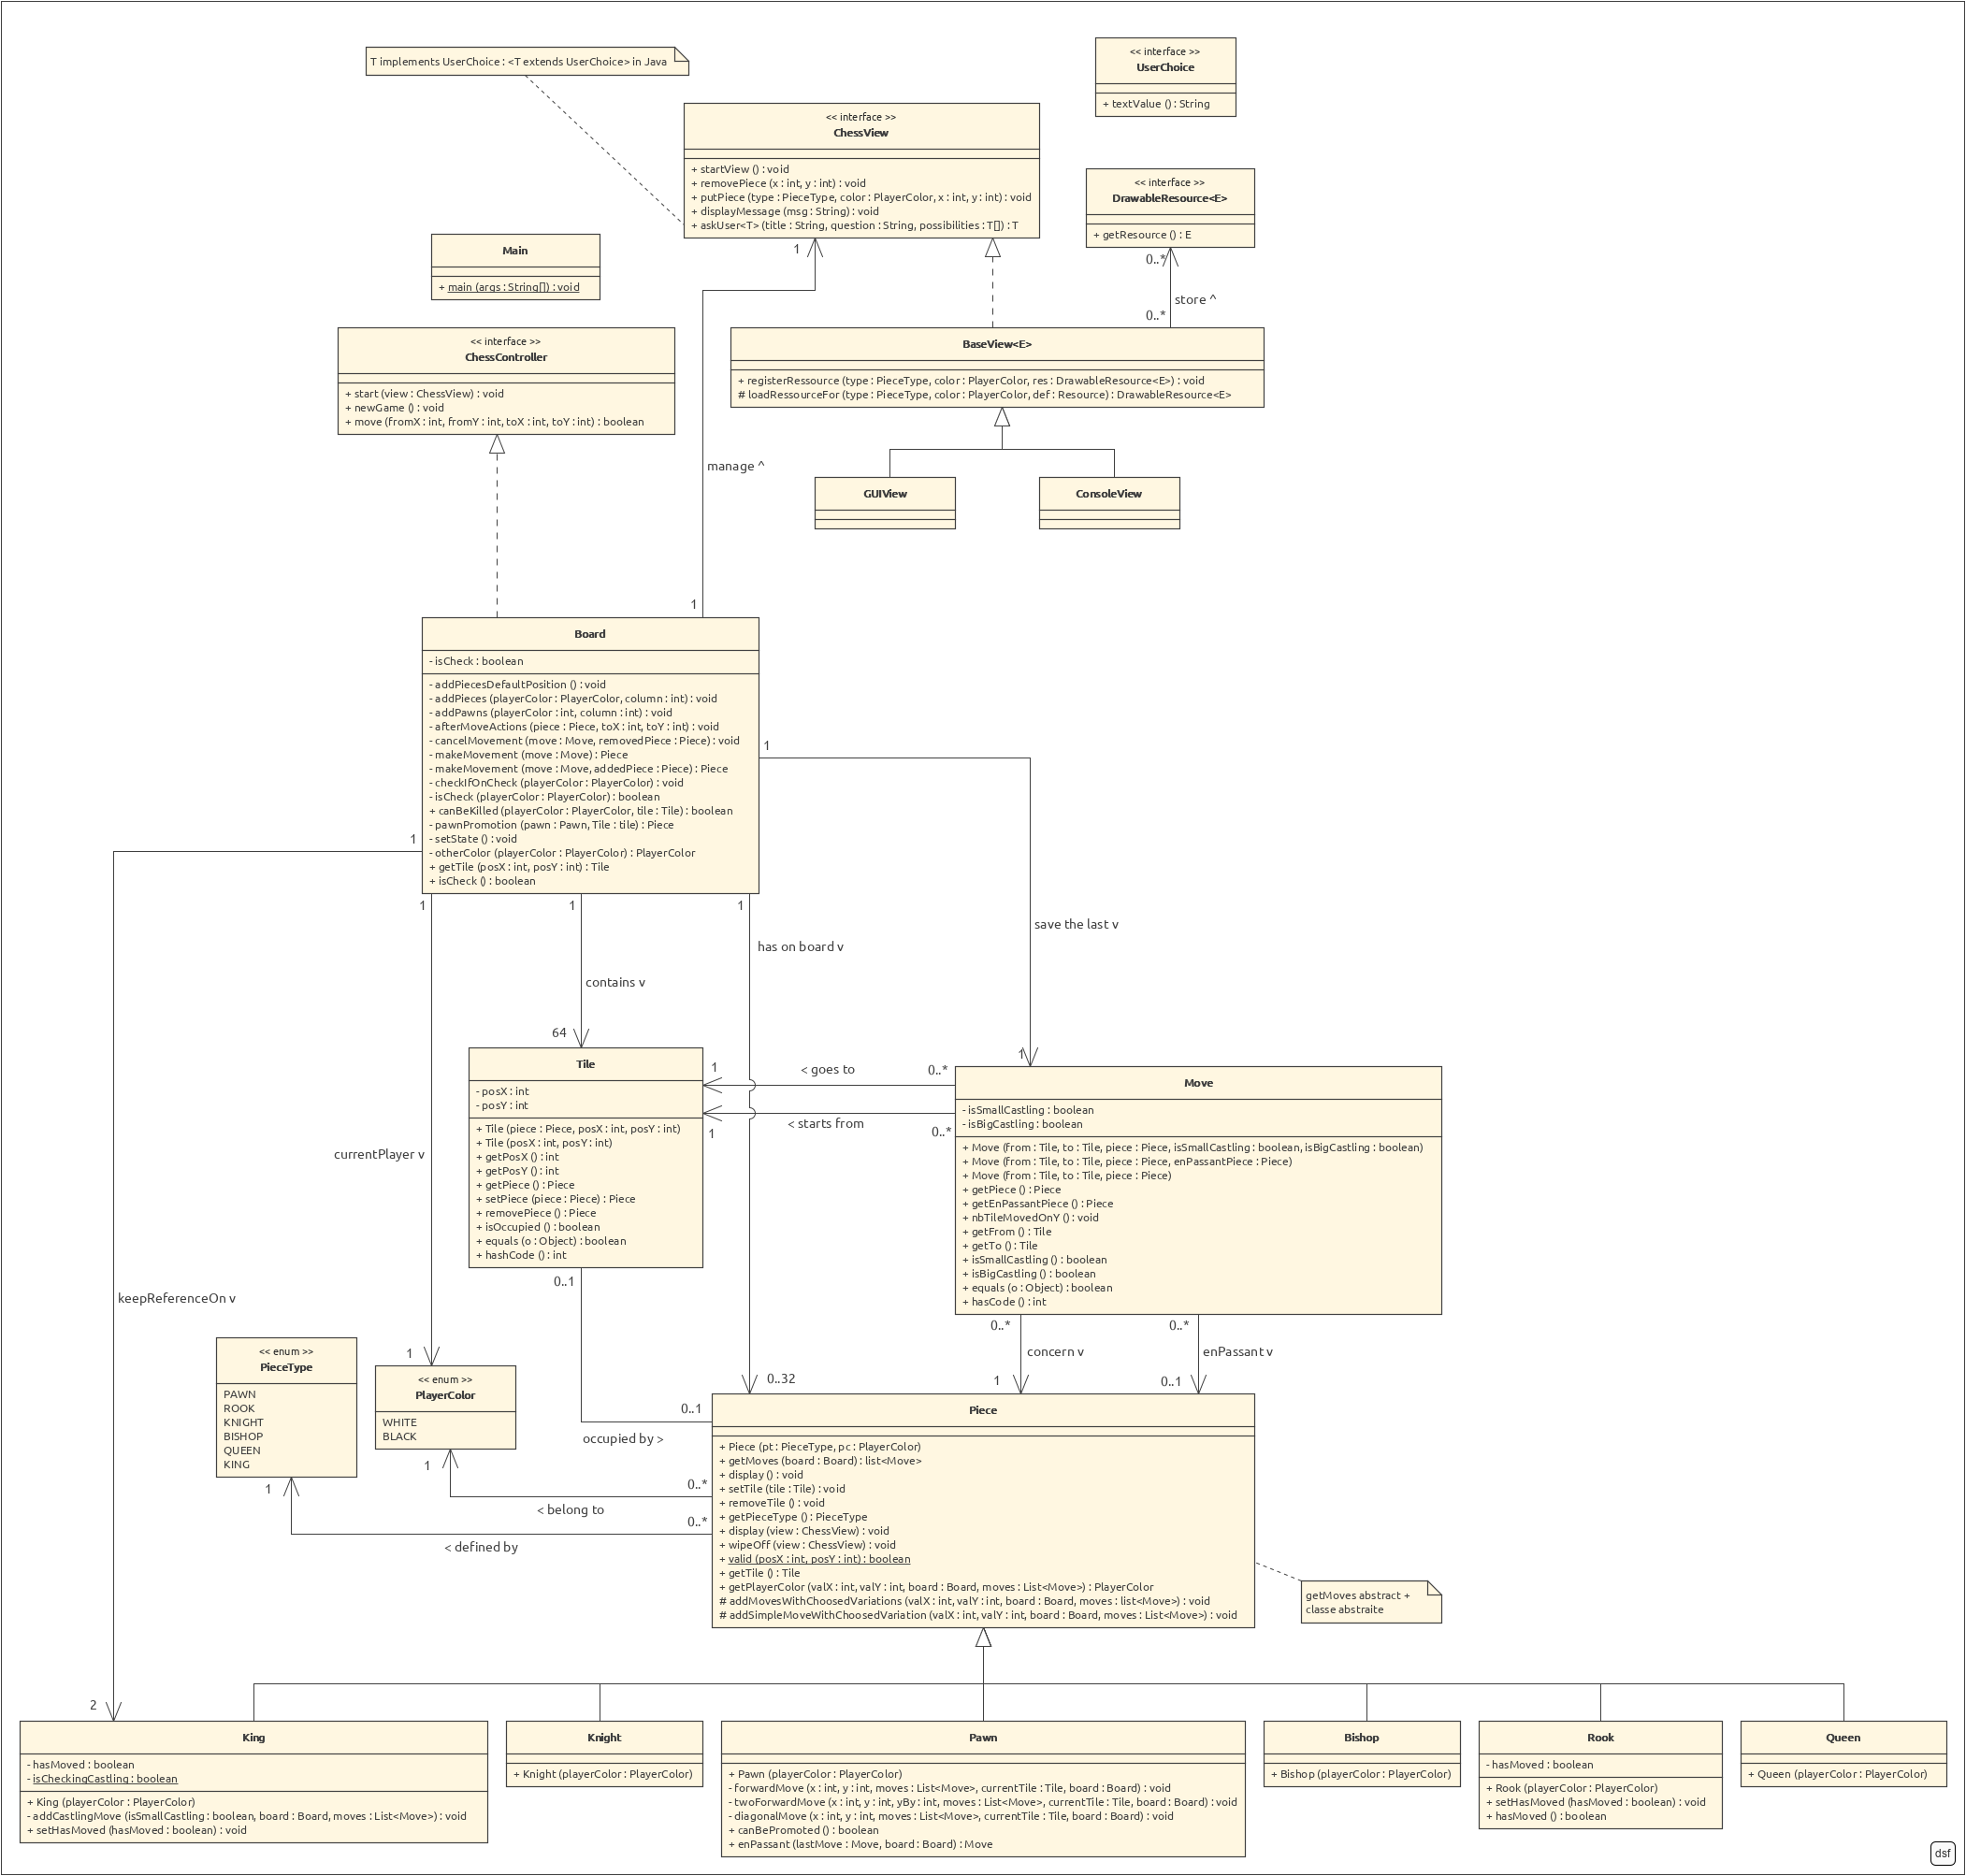 T implements UserChoice : <T extends UserChoice> in Java
<< interface >>
UserChoice
+ textValue () : String
<< interface >>
ChessView
+ startView () : void
+ removePiece (x : int, y : int) : void
+ putPiece (type : PieceType, color : PlayerColor, x : int, y : int) : void
+ displayMessage (msg : String) : void
+ askUser<T> (title : String, question : String, possibilities : T[]) : T
<< interface >>
DrawableResource<E>
+ getResource () : E
Main
+ main (args : String[]) : void
1
0..*
store ^
0..*
<< interface >>
ChessController
+ start (view : ChessView) : void
+ newGame () : void
+ move (fromX : int, fromY : int, toX : int, toY : int) : boolean
BaseView<E>
+ registerRessource (type : PieceType, color : PlayerColor, res : DrawableResource<E>) : void
# loadRessourceFor (type : PieceType, color : PlayerColor, def : Resource) : DrawableResource<E>
manage ^
GUIView
ConsoleView
1
Board
- isCheck : boolean
- addPiecesDefaultPosition () : void
- addPieces (playerColor : PlayerColor, column : int) : void
- addPawns (playerColor : int, column : int) : void
- afterMoveActions (piece : Piece, toX : int, toY : int) : void
- cancelMovement (move : Move, removedPiece : Piece) : void
- makeMovement (move : Move) : Piece
- makeMovement (move : Move, addedPiece : Piece) : Piece
- checkIfOnCheck (playerColor : PlayerColor) : void
- isCheck (playerColor : PlayerColor) : boolean
+ canBeKilled (playerColor : PlayerColor, tile : Tile) : boolean
- pawnPromotion (pawn : Pawn, Tile : tile) : Piece
- setState () : void
- otherColor (playerColor : PlayerColor) : PlayerColor
+ getTile (posX : int, posY : int) : Tile
+ isCheck () : boolean
1
1
1
1
1
save the last v
has on board v
contains v
64
1
Tile
- posX : int
- posY : int
+ Tile (piece : Piece, posX : int, posY : int)
+ Tile (posX : int, posY : int)
+ getPosX () : int
+ getPosY () : int
+ getPiece () : Piece
+ setPiece (piece : Piece) : Piece
+ removePiece () : Piece
+ isOccupied () : boolean
+ equals (o : Object) : boolean
+ hashCode () : int
1
< goes to
0..*
< starts from
1
0..*
Move
- isSmallCastling : boolean
- isBigCastling : boolean
+ Move (from : Tile, to : Tile, piece : Piece, isSmallCastling : boolean, isBigCastling : boolean)
+ Move (from : Tile, to : Tile, piece : Piece, enPassantPiece : Piece)
+ Move (from : Tile, to : Tile, piece : Piece)
+ getPiece () : Piece
+ getEnPassantPiece () : Piece
+ nbTileMovedOnY () : void
+ getFrom () : Tile
+ getTo () : Tile
+ isSmallCastling () : boolean
+ isBigCastling () : boolean
+ equals (o : Object) : boolean
+ hasCode () : int
currentPlayer v
keepReferenceOn v
0..1
0..*
0..*
concern v
enPassant v
1
0..32
1
0..1
0..1
occupied by >
<< enum >>
PieceType
PAWN
ROOK
KNIGHT
BISHOP
QUEEN
KING
<< enum >>
PlayerColor
WHITE
BLACK
1
0..*
< belong to
1
0..*
< defined by
Piece
+ Piece (pt : PieceType, pc : PlayerColor)
+ getMoves (board : Board) : list<Move>
+ display () : void
+ setTile (tile : Tile) : void
+ removeTile () : void
+ getPieceType () : PieceType
+ display (view : ChessView) : void
+ wipeOff (view : ChessView) : void
+ valid (posX : int, posY : int) : boolean
+ getTile () : Tile
+ getPlayerColor (valX : int, valY : int, board : Board, moves : List<Move>) : PlayerColor
# addMovesWithChoosedVariations (valX : int, valY : int, board : Board, moves : list<Move>) : void
# addSimpleMoveWithChoosedVariation (valX : int, valY : int, board : Board, moves : List<Move>) : void
getMoves abstract +
classe abstraite
2
King
- hasMoved : boolean
- isCheckingCastling : boolean
+ King (playerColor : PlayerColor)
- addCastlingMove (isSmallCastling : boolean, board : Board, moves : List<Move>) : void
+ setHasMoved (hasMoved : boolean) : void
Knight
+ Knight (playerColor : PlayerColor)
Pawn
+ Pawn (playerColor : PlayerColor)
- forwardMove (x : int, y : int, moves : List<Move>, currentTile : Tile, board : Board) : void
- twoForwardMove (x : int, y : int, yBy : int, moves : List<Move>, currentTile : Tile, board : Board) : void
- diagonalMove (x : int, y : int, moves : List<Move>, currentTile : Tile, board : Board) : void
+ canBePromoted () : boolean
+ enPassant (lastMove : Move, board : Board) : Move
Bishop
+ Bishop (playerColor : PlayerColor)
Rook
- hasMoved : boolean
+ Rook (playerColor : PlayerColor)
+ setHasMoved (hasMoved : boolean) : void
+ hasMoved () : boolean
Queen
+ Queen (playerColor : PlayerColor)
dsf